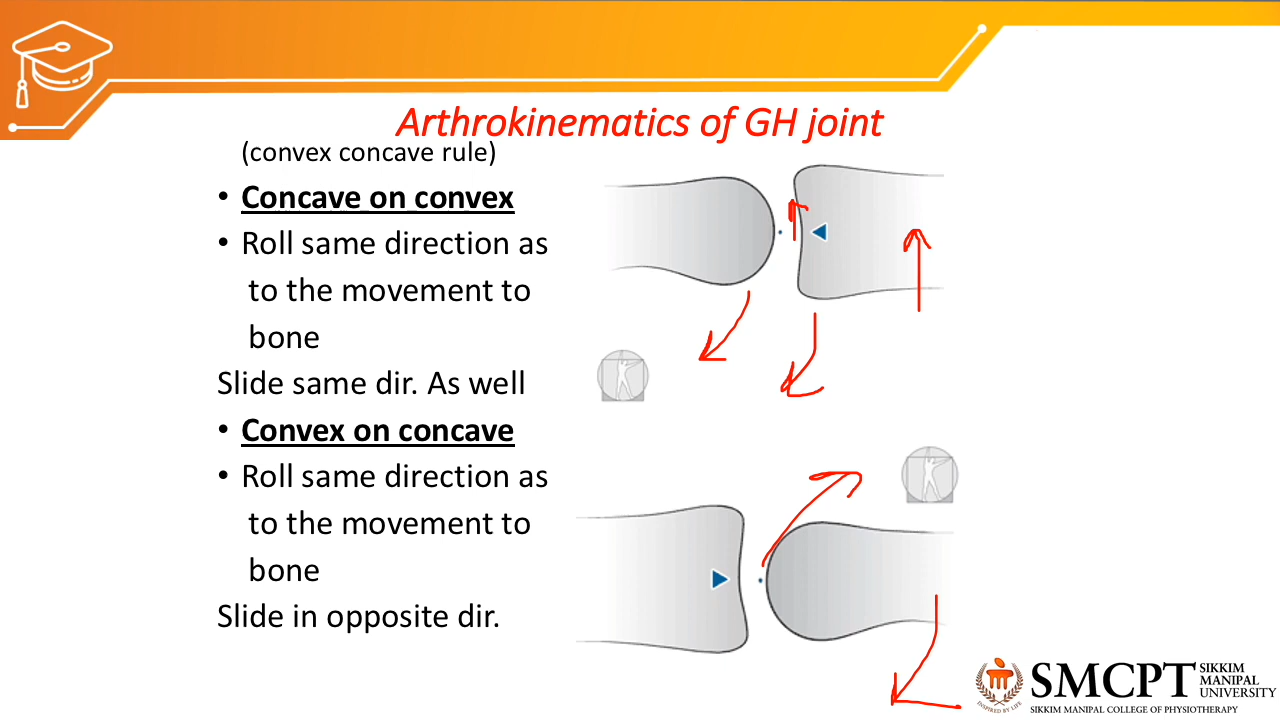 Arthrokinematics of GH joint
(convex concave rule)
• Concave on convex
• Roll same direction as
to the movement to
bone
Slide same dir. As well
• Convex on concave
• Roll same direction as
to the movement to
bone
Slide in opposite dir.
INSPIRED BY LIFE
SMCPT
SIKKIM
MANIPAL
UNIVERSITY
SIKKIM MANIPAL COLLEGE OF PHYSIOTHERAPY